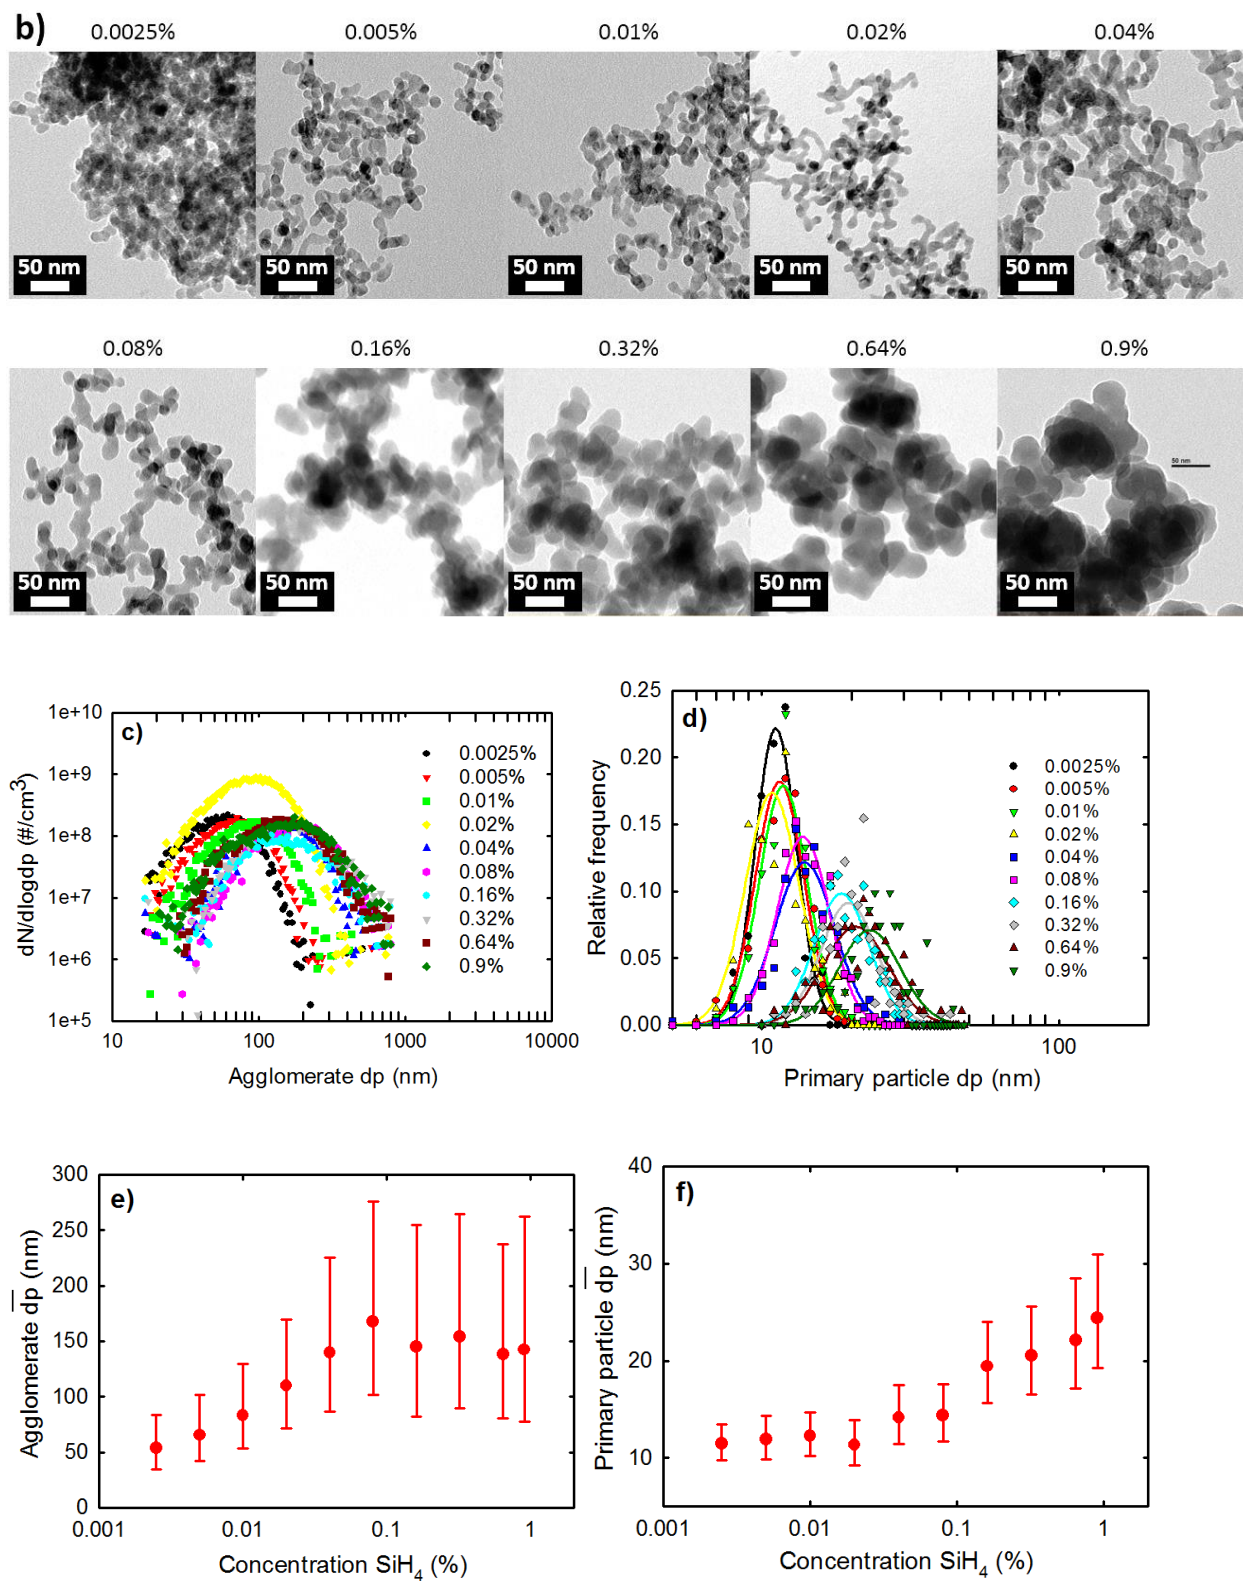 b)
0.0025% 0.005% 0.01% 0.02% 0.04%
50 nm 50 nm 50 nm 50 nm 50 nm
0.08% 0.16% 0.32% 0.64% 0.9%
50 nm
50 nm 50 nm 50 nm 50 nm 50 nm
c)
dN/dlogdp (#/cm3)
1e+10
1e+9
1e+8
1e+7
1e+6
1e+5
10 100 1000 10000
Agglomerate dp (nm)
0.0025%
0.005%
0.01%
0.02%
0.04%
0.08%
0.16%
0.32%
0.64%
0.9%
d)
Relative frequency
0.25
0.20
0.15
0.10
0.05
0.00
10 100
Primary particle dp (nm)
0.0025%
0.005%
0.01%
0.02%
0.04%
0.08%
0.16%
0.32%
0.64%
0.9%
e)
Agglomerate d̅p̅ (nm)
300
250
200
150
100
50
0
0.001 0.01 0.1 1
Concentration SiH₄ (%)
f)
Primary particle d̅p̅ (nm)
40
30
20
10
0.001 0.01 0.1 1
Concentration SiH₄ (%)